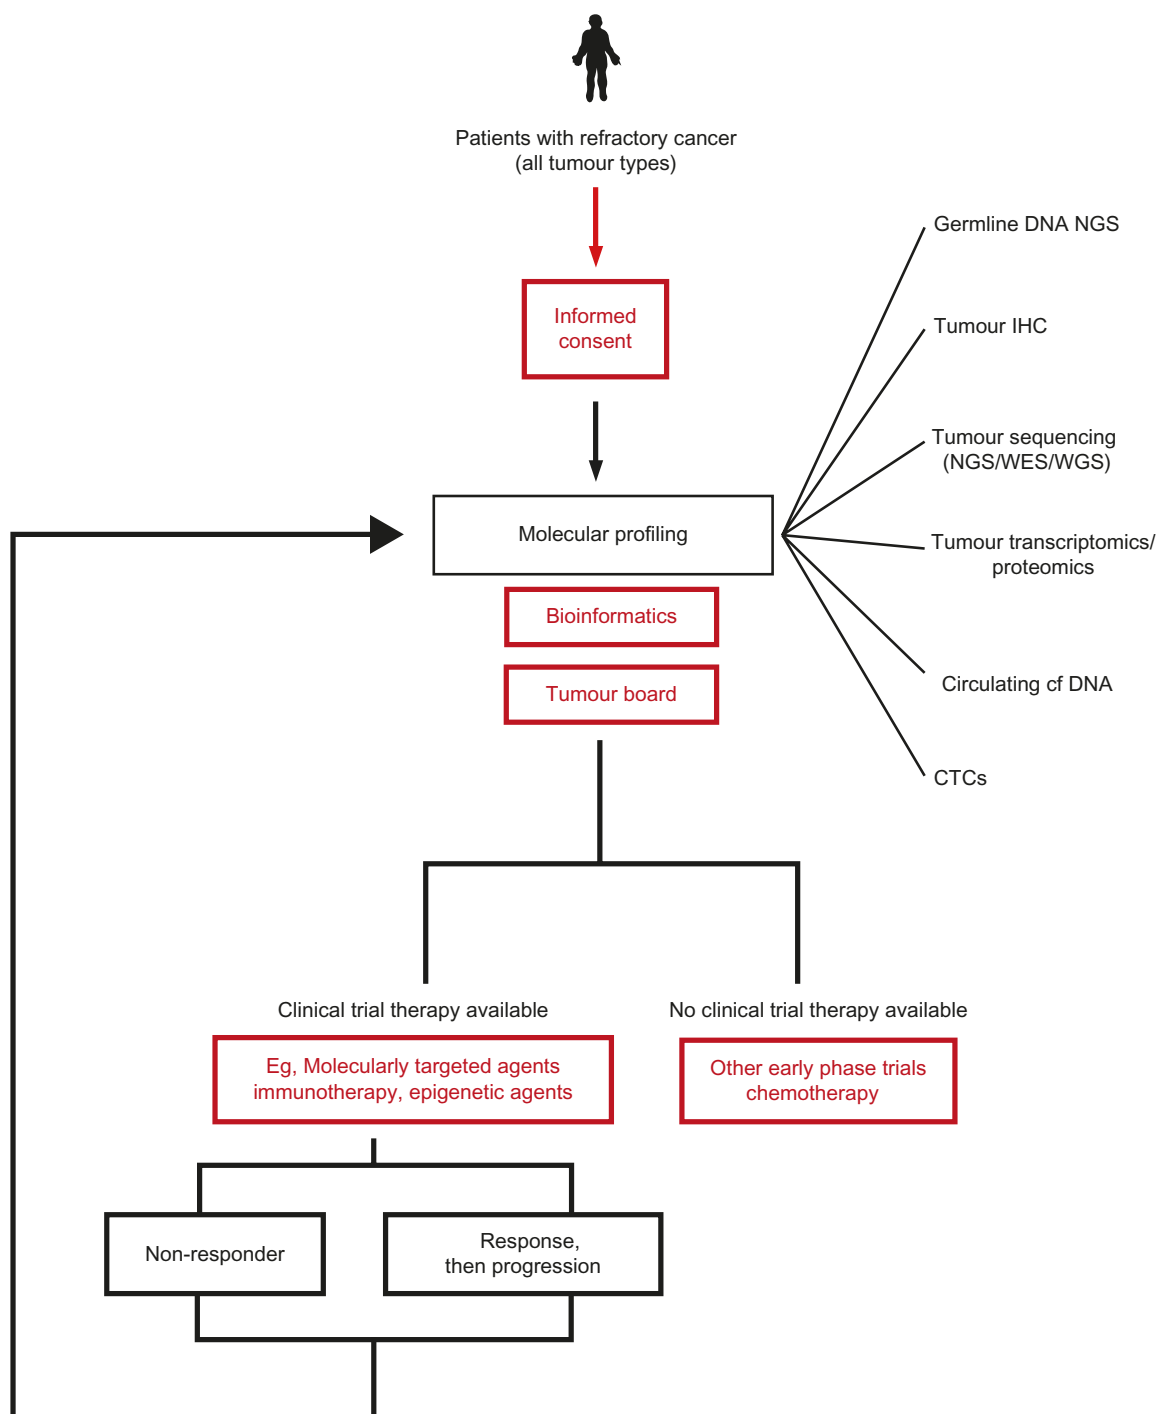 Patients with refractory cancer
(all tumour types)
Informed
consent
Molecular profiling
Bioinformatics
Tumour board
Germline DNA NGS
Tumour IHC
Tumour sequencing
(NGS/WES/WGS)
Tumour transcriptomics/
proteomics
Circulating cf DNA
CTCs
Clinical trial therapy available
Eg, Molecularly targeted agents
immunotherapy, epigenetic agents
No clinical trial therapy available
Other early phase trials
chemotherapy
Non-responder
Response,
then progression